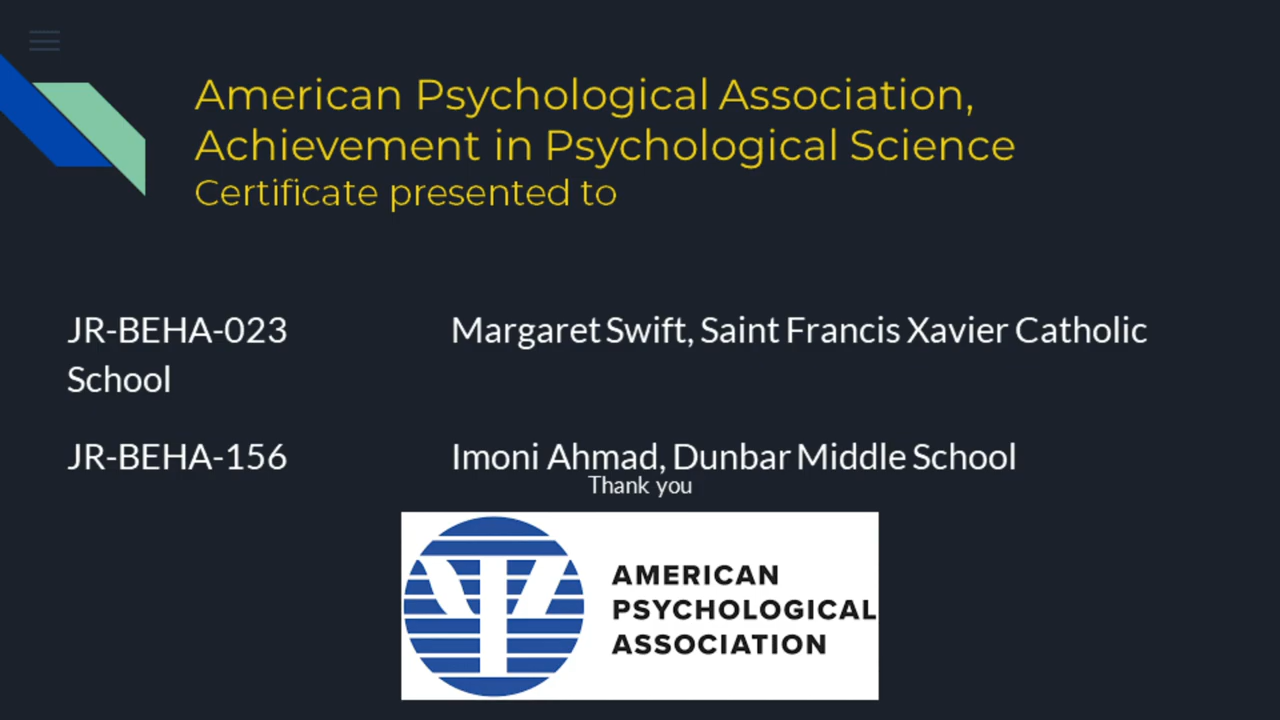 American Psychological Association,
Achievement in Psychological Science
Certificate presented to
JR-BEHA-023 Margaret Swift, Saint Francis Xavier Catholic
School
JR-BEHA-156 Imoni Ahmad, Dunbar Middle School
Thank you
AMERICAN
PSYCHOLOGICAL
ASSOCIATION